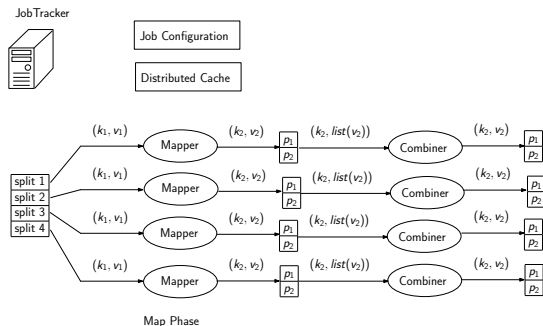 JobTracker
Job Configuration
Distributed Cache
(k₁, v₁) (k₂, v₂) (k₂, list(v₂)) (k₂, v₂)
Mapper p₁ p₂ Combiner p₁ p₂
(k₁, v₁) (k₂, v₂) (k₂, list(v₂)) (k₂, v₂)
split 1 Mapper p₁ p₂ Combiner p₁ p₂
split 2
split 3
split 4
(k₁, v₁) (k₂, v₂) (k₂, list(v₂)) (k₂, v₂)
Mapper p₁ p₂ Combiner p₁ p₂
(k₁, v₁) (k₂, v₂) (k₂, list(v₂)) (k₂, v₂)
Mapper p₁ p₂ Combiner p₁ p₂
Map Phase